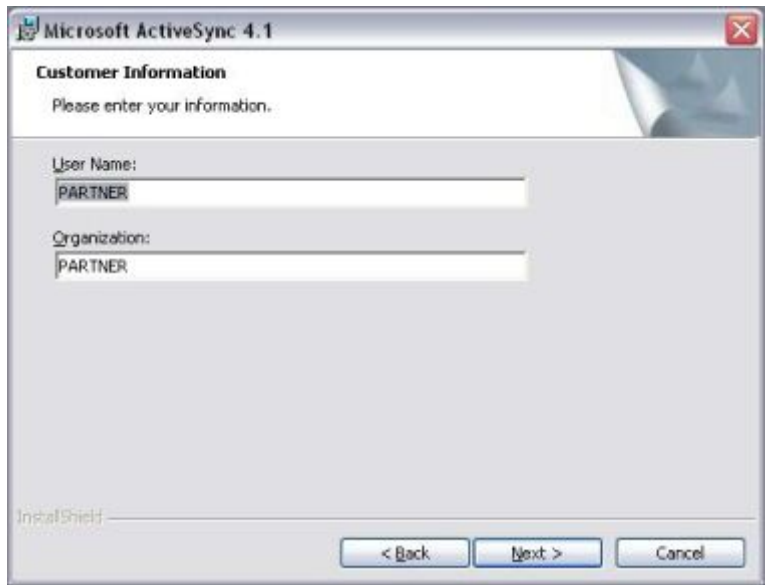 Microsoft ActiveSync 4.1
Customer Information
Please enter your information.
User Name:
PARTNER
Organization:
PARTNER
InstallShield
< Back Next > Cancel